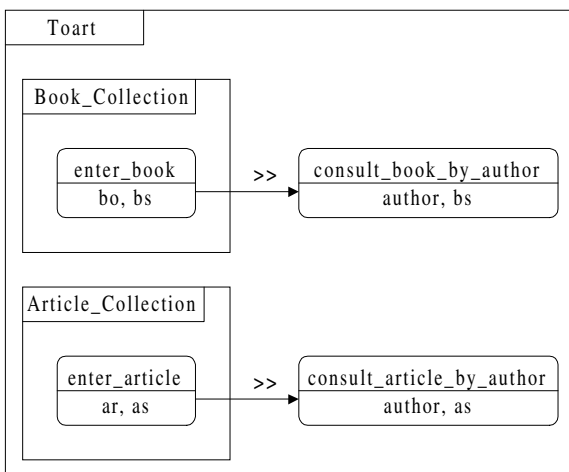 Toart
Book_Collection
enter_book
bo, bs
>>
consult_book_by_author
author, bs
Article_Collection
enter_article
ar, as
>>
consult_article_by_author
author, as